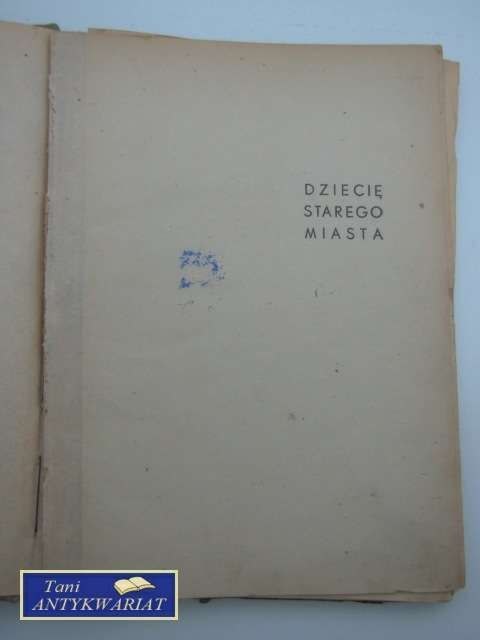 DZIECIĘ
STAREGO
MIASTA
Tani
ANTYKWARIAT